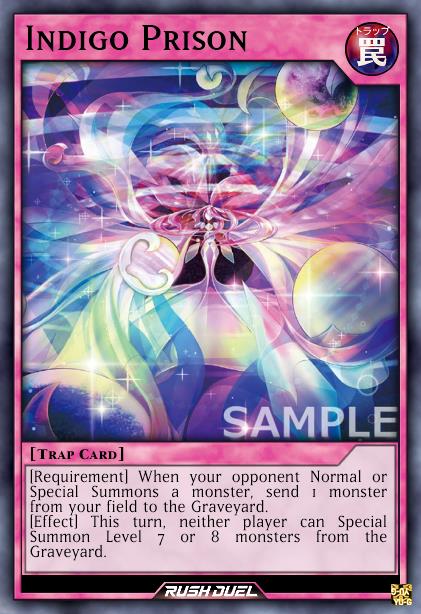 Indigo Prison
トラップ
罠
SAMPLE
[Trap Card]
[Requirement] When your opponent Normal or
Special Summons a monster, send 1 monster
from your field to the Graveyard.
[Effect] This turn, neither player can Special
Summon Level 7 or 8 monsters from the
Graveyard.
RUSH DUEL